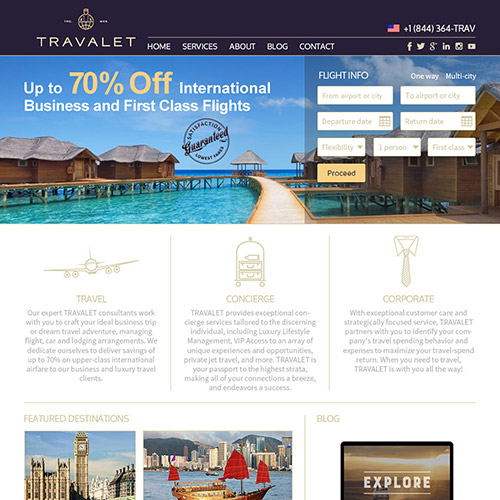 TRAVALET
+1 (844) 364-TRAV
HOME SERVICES ABOUT BLOG CONTACT
Up to 70% Off International
Business and First Class Flights
SATISFACTION
Guaranteed
LOWEST FARES
FLIGHT INFO
One way Multi-city
From airport or city
To airport or city
Departure date
Return date
Flexibility
1 person
First class
Proceed
TRAVEL
Our expert TRAVALET consultants work
with you to craft your ideal business trip
or dream travel adventure, managing
flight, car and lodging arrangements. We
dedicate ourselves to deliver savings of
up to 70% on upper-class international
airfare to our business and luxury travel
clients.
CONCIERGE
TRAVALET provides exceptional con-
cierge services tailored to the discerning
individual, including Luxury Lifestyle
Management, VIP Access to an array of
unique experiences and opportunities,
private jet travel, and more. TRAVALET is
your passport to the highest strata,
making all of your connections a breeze,
and endeavors a success.
CORPORATE
With exceptional customer care and
strategically focused service, TRAVALET
partners with you to identify your com-
pany's travel spending behavior and
expenses to maximize your travel-spend
return. When you need to travel,
TRAVALET is with you all the way!
FEATURED DESTINATIONS
BLOG
EXPLORE